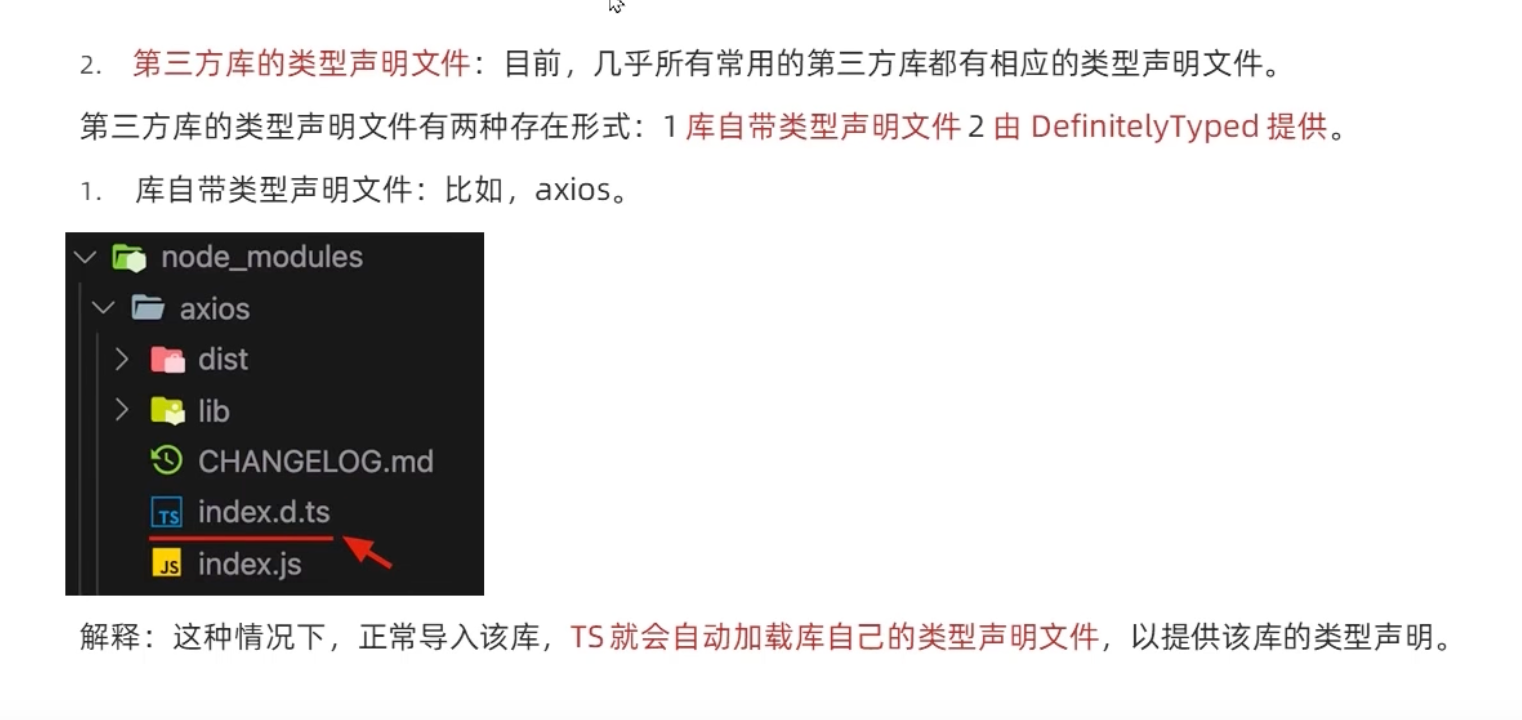 2. 第三方库的类型声明文件：目前，几乎所有常用的第三方库都有相应的类型声明文件。
第三方库的类型声明文件有两种存在形式：1 库自带类型声明文件 2 由 DefinitelyTyped 提供。
1. 库自带类型声明文件：比如，axios。
node_modules
axios
dist
lib
CHANGELOG.md
TS index.d.ts
JS index.js
解释：这种情况下，正常导入该库，TS 就会自动加载库自己的类型声明文件，以提供该库的类型声明。